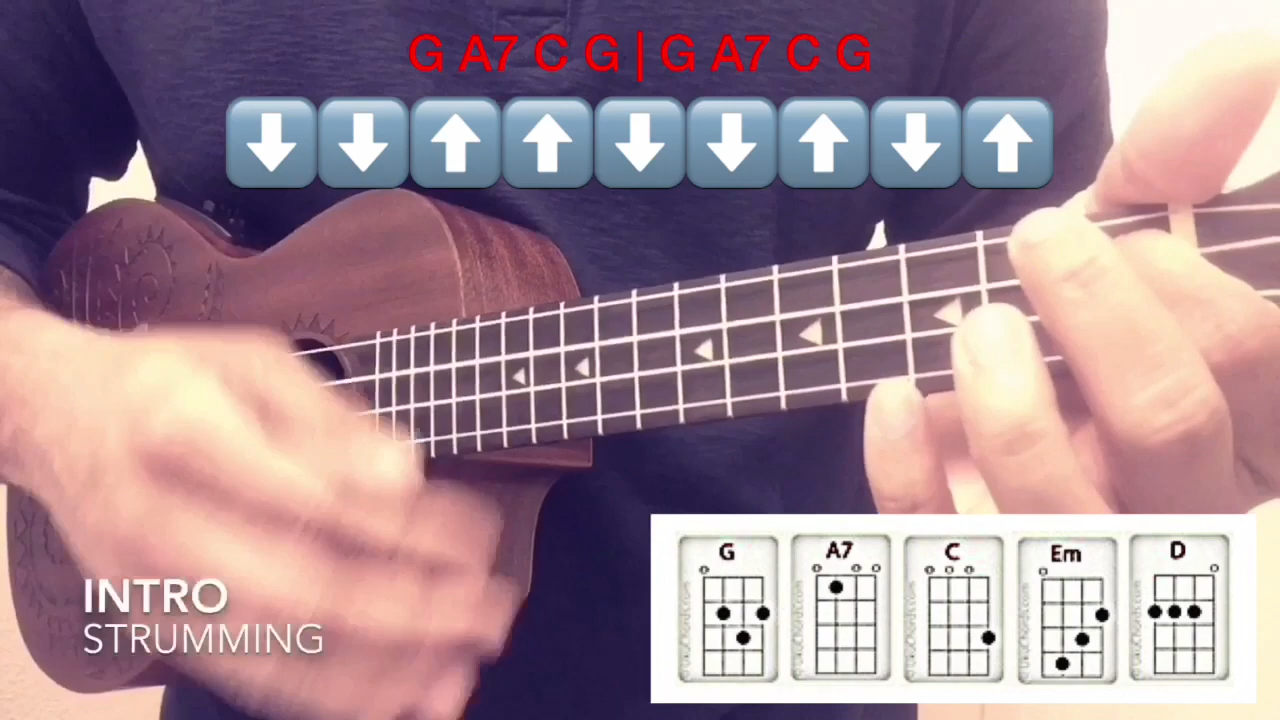 G A7 C G | G A7 C G
⬇⬇⬆⬆⬇⬇⬆⬇⬆
G A7 C Em D
INTRO
STRUMMING